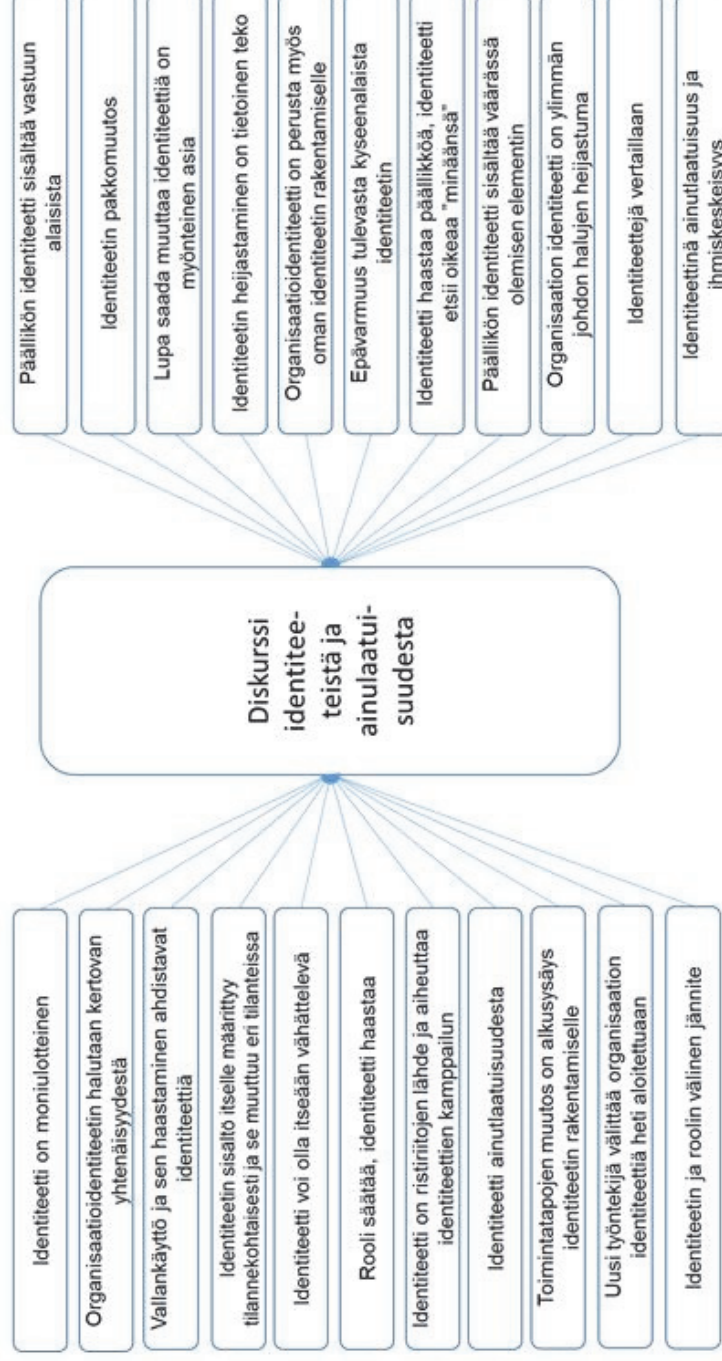 Identiteetti on moniulotteinen
Organisaatioidentiteetin halutaan kertovan
yhtenäisyydestä
Vallankäyttö ja sen haastaminen ahdistavat
identiteettiä
Identiteetin sisältö itselle määrittyy
tilannekohtaisesti ja se muuttuu eri tilanteissa
Identiteetti voi olla itseään vähättelevä
Rooli säätää, identiteetti haastaa
Identiteetti on ristiriitojen lähde ja aiheuttaa
identiteettien kamppailun
Identiteetti ainutlaatuisuudesta
Toimintatapojen muutos on alkusysäys
identiteetin rakentamiselle
Uusi työntekijä välittää organisaation
identiteettiä heti aloitettuaan
Identiteetin ja roolin välinen jännite
Diskurssi
identitee-
teistä ja
ainulaatui-
suudesta
Päällikön identiteetti sisältää vastuun
alaisista
Identiteetin pakkomuutos
Lupa saada muuttaa identiteettiä on
myönteinen asia
Identiteetin heijastaminen on tietoinen teko
Organisaatioidentiteetti on perusta myös
oman identiteetin rakentamiselle
Epävarmuus tulevasta kyseenalaista
identiteetin
Identiteetti haastaa päällikköä, identiteetti
etsii oikeaa "minäänsä"
Päällikön identiteetti sisältää väärässä
olemisen elementin
Organisaation identiteetti on ylimmän
johdon halujen heijastuma
Identiteettejä vertaillaan
Identiteettinä ainutlaatuisuus ja
ihmiskeskeisyys